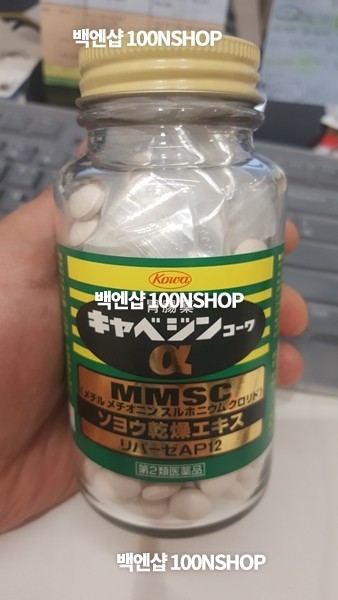 백엔샵 100NSHOP
Kowa
백엔샵 100NSHOP
胃腸薬
キャベジンコーワ
α
MMSC
(メチル メチオニン スルホニウム クロリド)
ソヨウ乾燥エキス
リパーゼAP12
第2類医薬品
백엔샵 100NSHOP